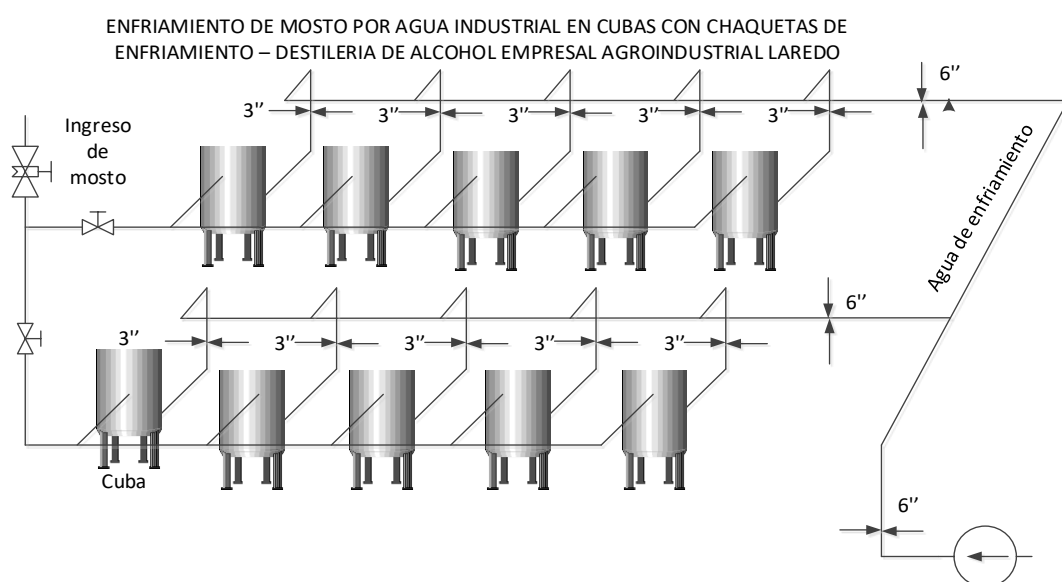 ENFRIAMIENTO DE MOSTO POR AGUA INDUSTRIAL EN CUBAS CON CHAQUETAS DE
ENFRIAMIENTO – DESTILERIA DE ALCOHOL EMPRESAL AGROINDUSTRIAL LAREDO
6’’
3’’ 3’’ 3’’ 3’’ 3’’
Ingreso
de
mosto
Agua de enfriamiento
6’’
3’’ 3’’ 3’’ 3’’ 3’’
Cuba
6’’